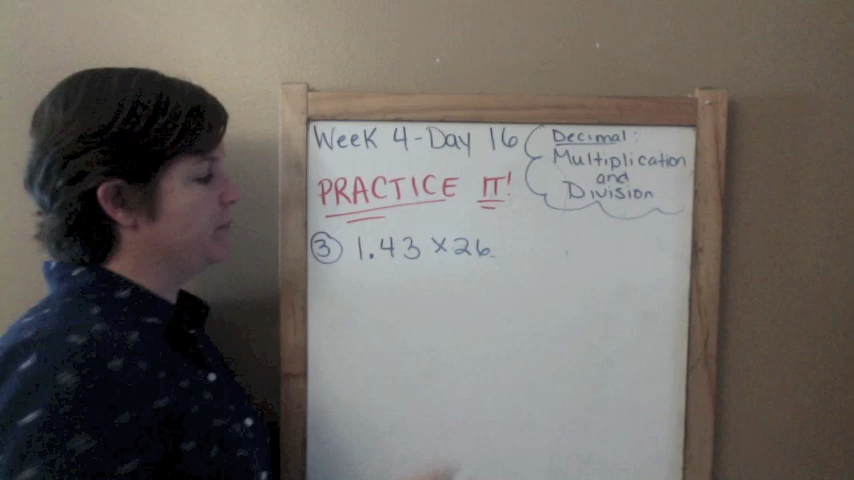 Week 4-Day 16
Decimal:
Multiplication
and
Division
PRACTICE IT!
3 1.43 x 26